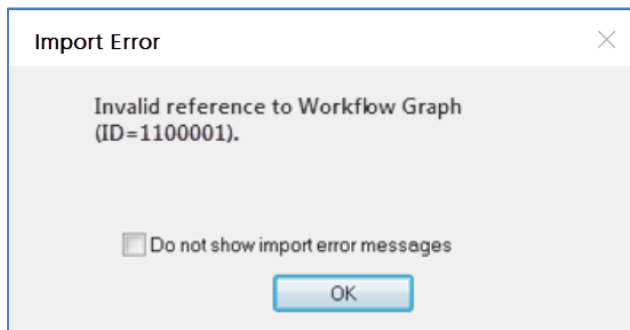 Import Error
Invalid reference to Workflow Graph
(ID=1100001).
Do not show import error messages
OK